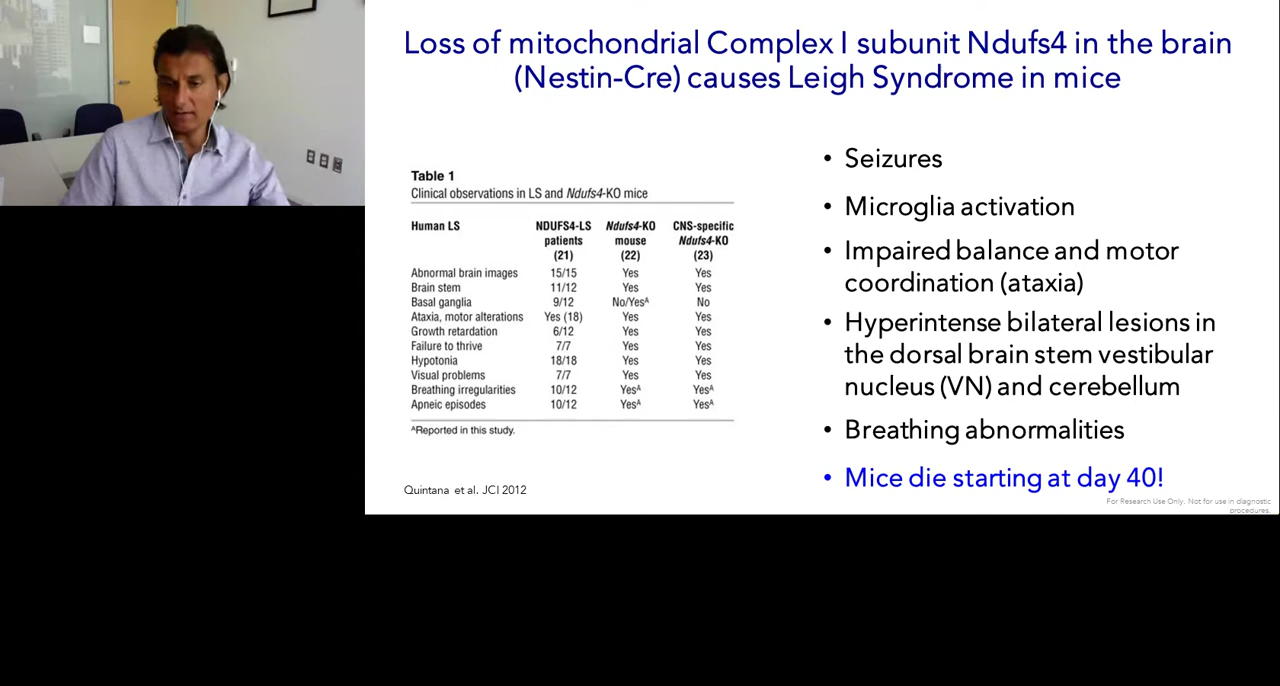 Loss of mitochondrial Complex I subunit Ndufs4 in the brain
(Nestin-Cre) causes Leigh Syndrome in mice
Table 1
Clinical observations in LS and Ndufs4-KO mice
Human LS NDUFS4-LS Ndufs4-KO CNS-specific
patients mouse Ndufs4-KO
(21) (22) (23)
Abnormal brain images 15/15 Yes Yes
Brain stem 11/12 Yes Yes
Basal ganglia 9/12 No/Yesᴬ No
Ataxia, motor alterations Yes (18) Yes Yes
Growth retardation 6/12 Yes Yes
Failure to thrive 7/7 Yes Yes
Hypotonia 18/18 Yes Yes
Visual problems 7/7 Yes Yes
Breathing irregularities 10/12 Yesᴬ Yesᴬ
Apneic episodes 10/12 Yesᴬ Yesᴬ
ᴬReported in this study.
Quintana et al. JCI 2012
• Seizures
• Microglia activation
• Impaired balance and motor
coordination (ataxia)
• Hyperintense bilateral lesions in
the dorsal brain stem vestibular
nucleus (VN) and cerebellum
• Breathing abnormalities
• Mice die starting at day 40!
For Research Use Only. Not for use in diagnostic
procedures.